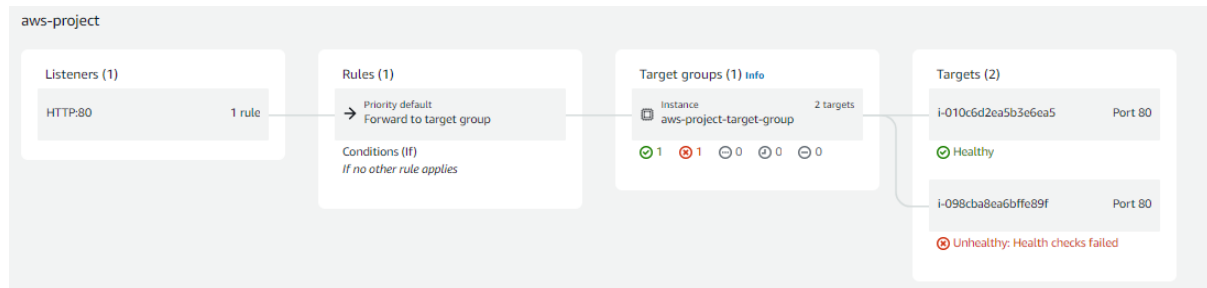 aws-project
Listeners (1)
HTTP:80 1 rule
Rules (1)
Priority default
Forward to target group
Conditions (If)
If no other rule applies
Target groups (1) Info
Instance 2 targets
aws-project-target-group
1 1 0 0 0
Targets (2)
i-010c6d2ea5b3e6ea5 Port 80
Healthy
i-098cba8ea6bffe89f Port 80
Unhealthy: Health checks failed